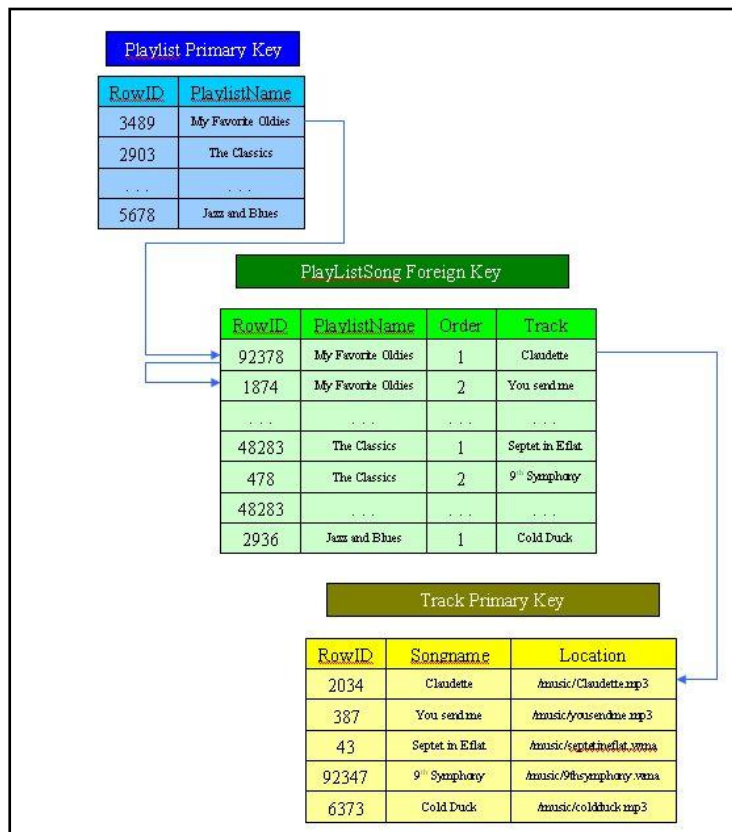 Playlist Primary Key
RowID PlaylistName
3489 My Favorite Oldies
2903 The Classics
. . . . . .
5678 Jazz and Blues
PlayListSong Foreign Key
RowID PlaylistName Order Track
92378 My Favorite Oldies 1 Claudette
1874 My Favorite Oldies 2 You send me
. . . . . . . . . . . .
48283 The Classics 1 Septet in Eflat
478 The Classics 2 9th Symphony
48283 . . . . . . . . .
2936 Jazz and Blues 1 Cold Duck
Track Primary Key
RowID Songname Location
2034 Claudette /music/Claudette.mp3
387 You send me /music/yousendme.mp3
43 Septet in Eflat /music/septetineflat.wma
92347 9th Symphony /music/9thsymphony.wma
6373 Cold Duck /music/coldduck.mp3